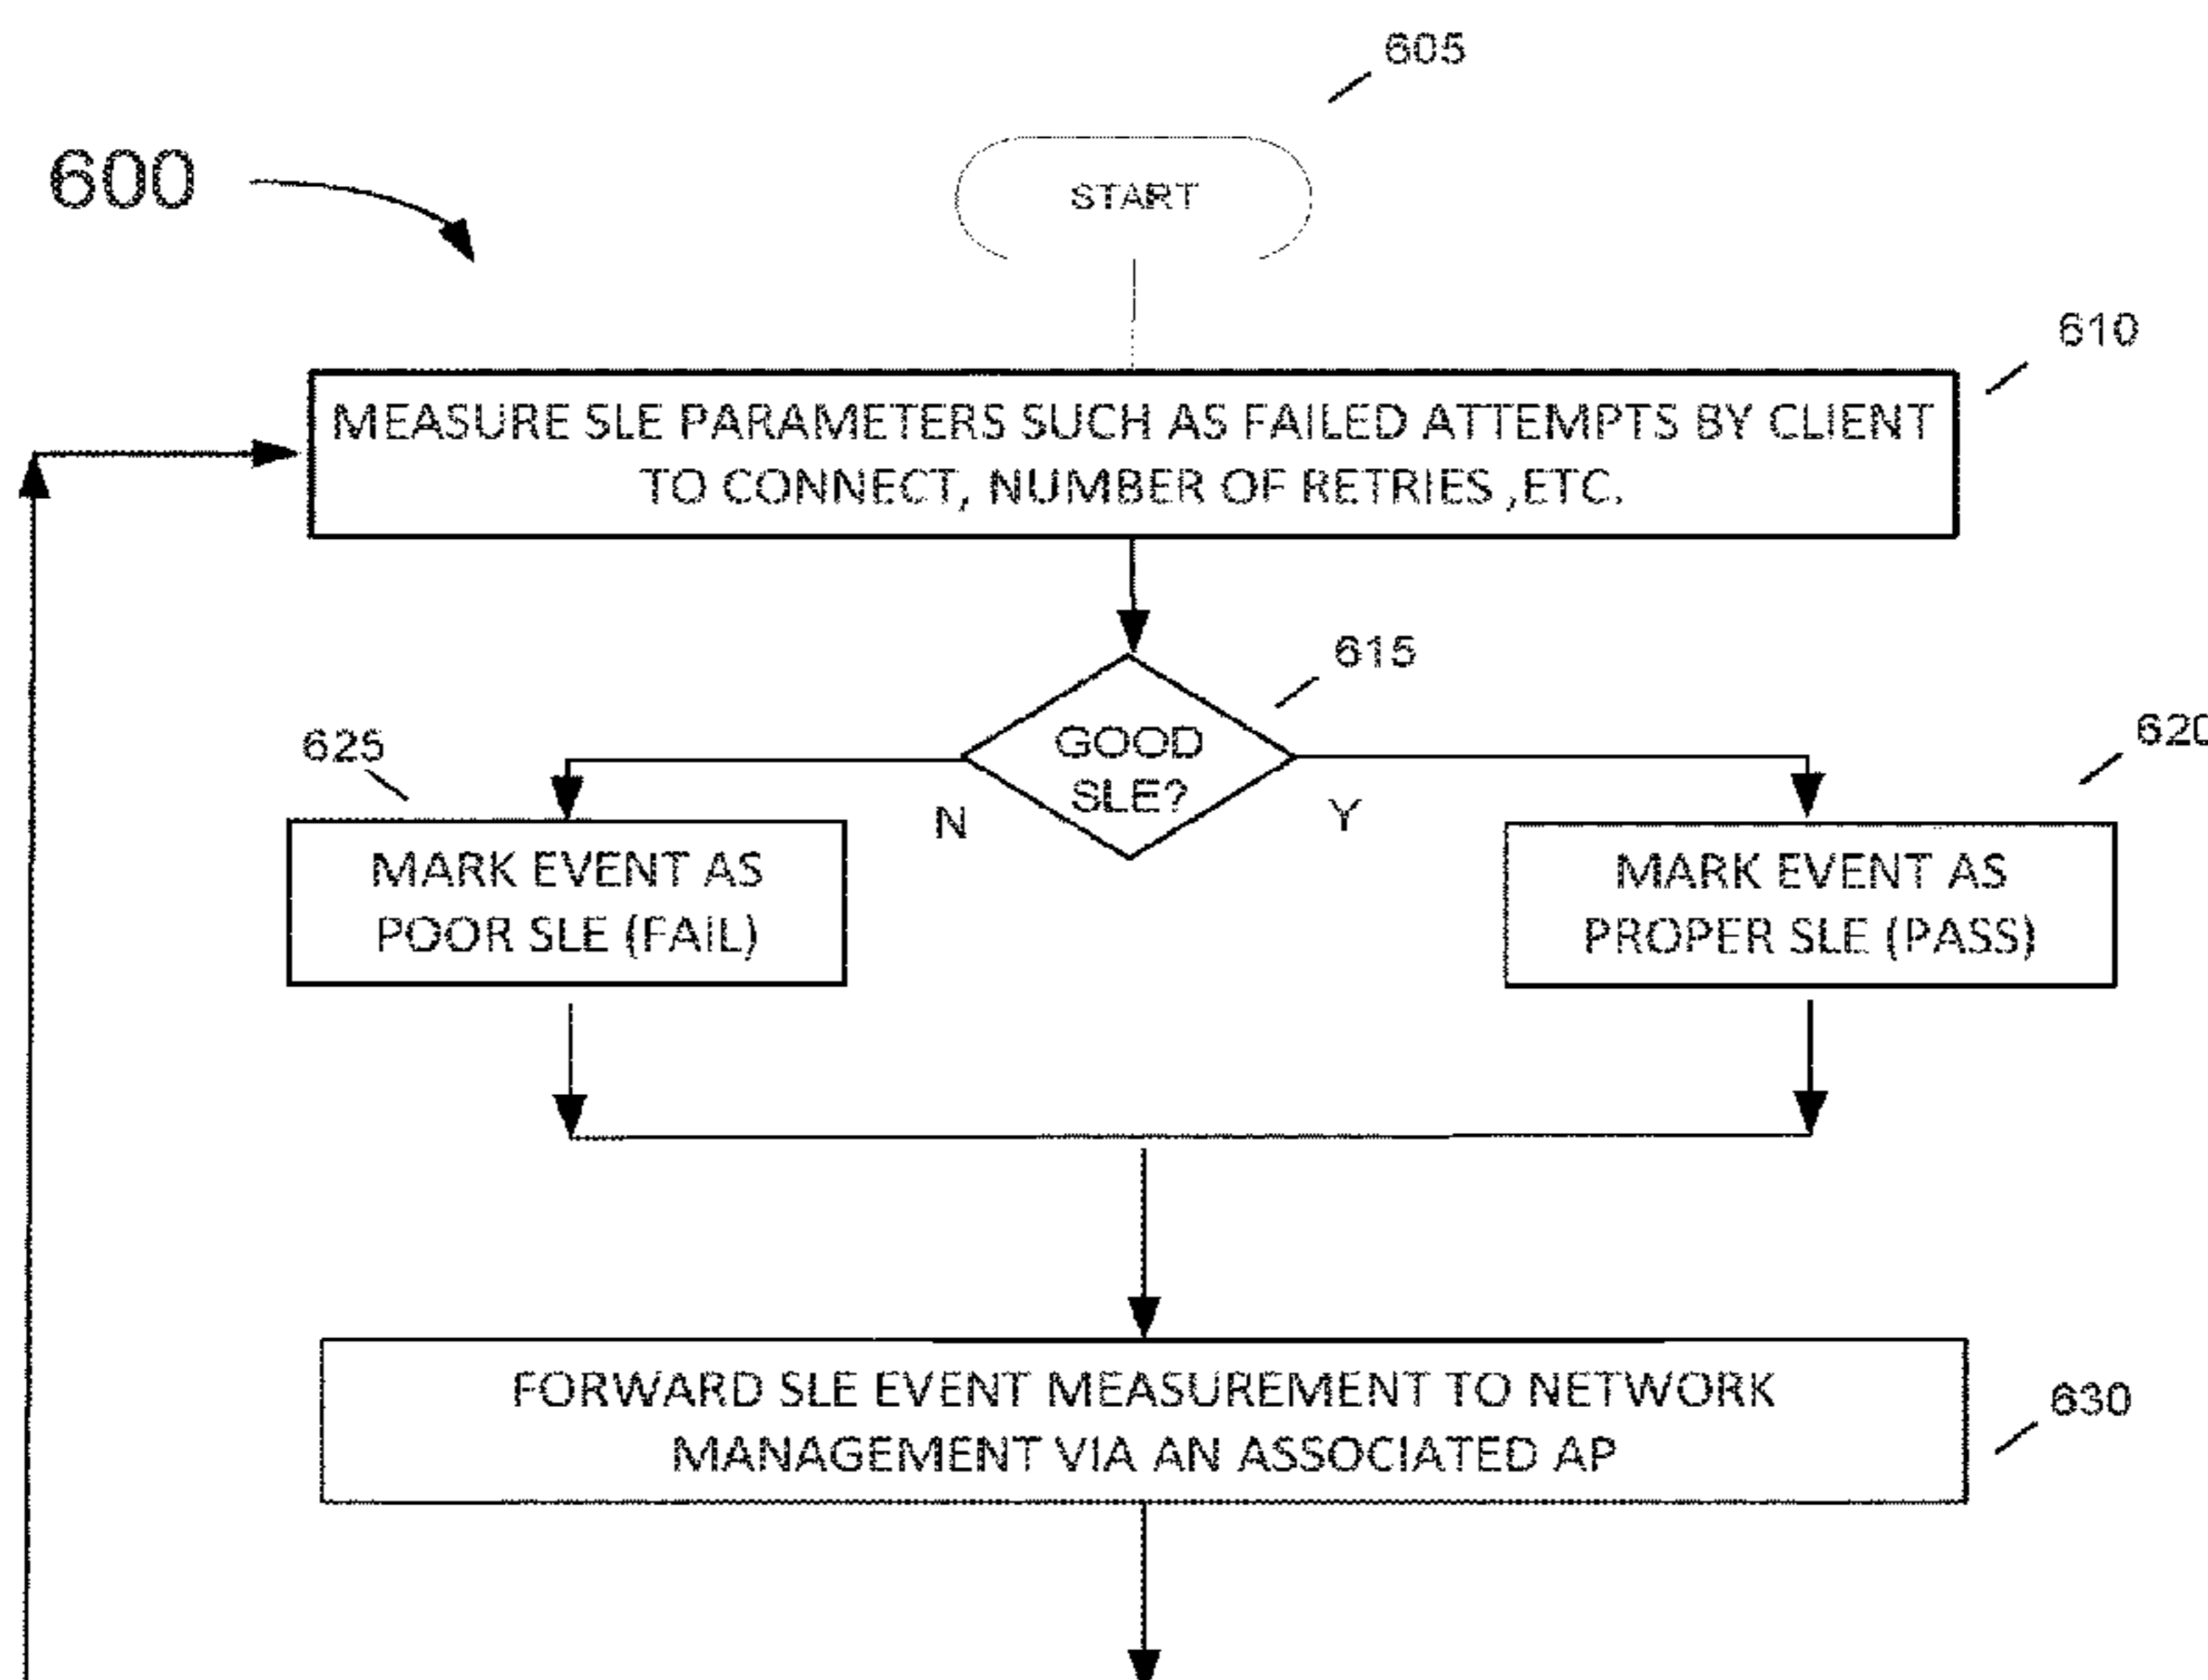 605
600
START
610
MEASURE SLE PARAMETERS SUCH AS FAILED ATTEMPTS BY CLIENT
TO CONNECT, NUMBER OF RETRIES ,ETC.
615
GOOD
SLE?
N
Y
625
620
MARK EVENT AS
POOR SLE (FAIL)
MARK EVENT AS
PROPER SLE (PASS)
FORWARD SLE EVENT MEASUREMENT TO NETWORK
MANAGEMENT VIA AN ASSOCIATED AP
630